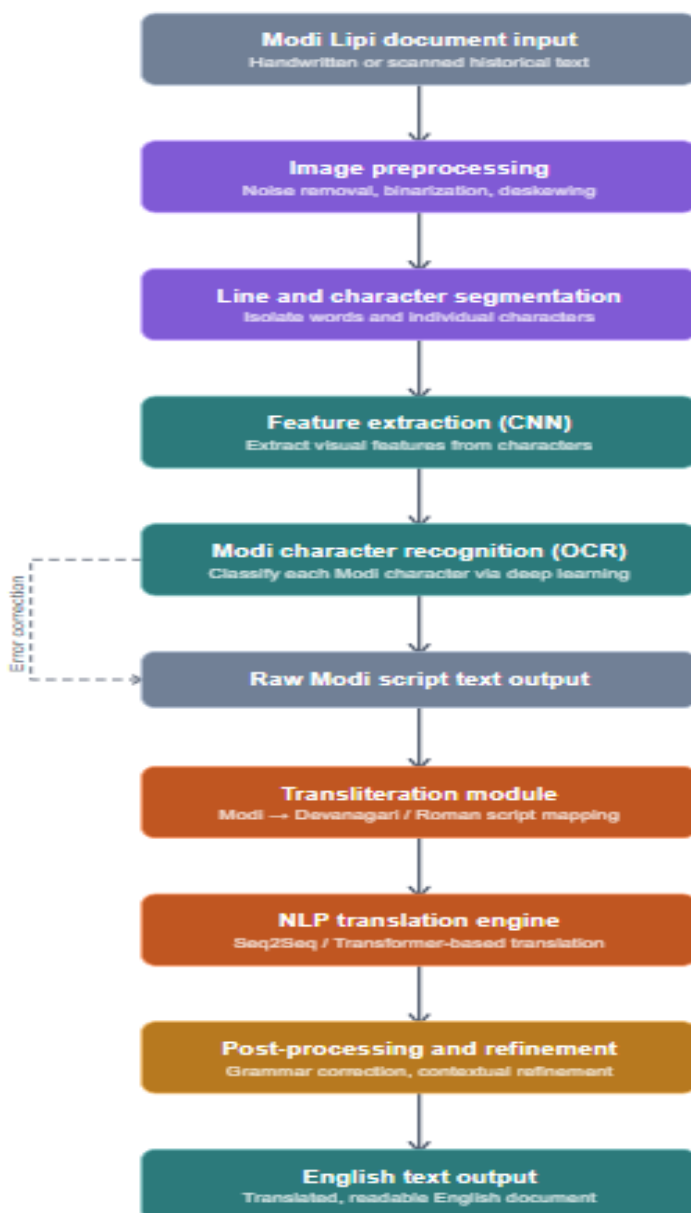 Modi Lipi document input
Handwritten or scanned historical text
Image preprocessing
Noise removal, binarization, deskewing
Line and character segmentation
Isolate words and individual characters
Feature extraction (CNN)
Extract visual features from characters
Modi character recognition (OCR)
Classify each Modi character via deep learning
Error correction
Raw Modi script text output
Transliteration module
Modi → Devanagari / Roman script mapping
NLP translation engine
Seq2Seq / Transformer-based translation
Post-processing and refinement
Grammar correction, contextual refinement
English text output
Translated, readable English document